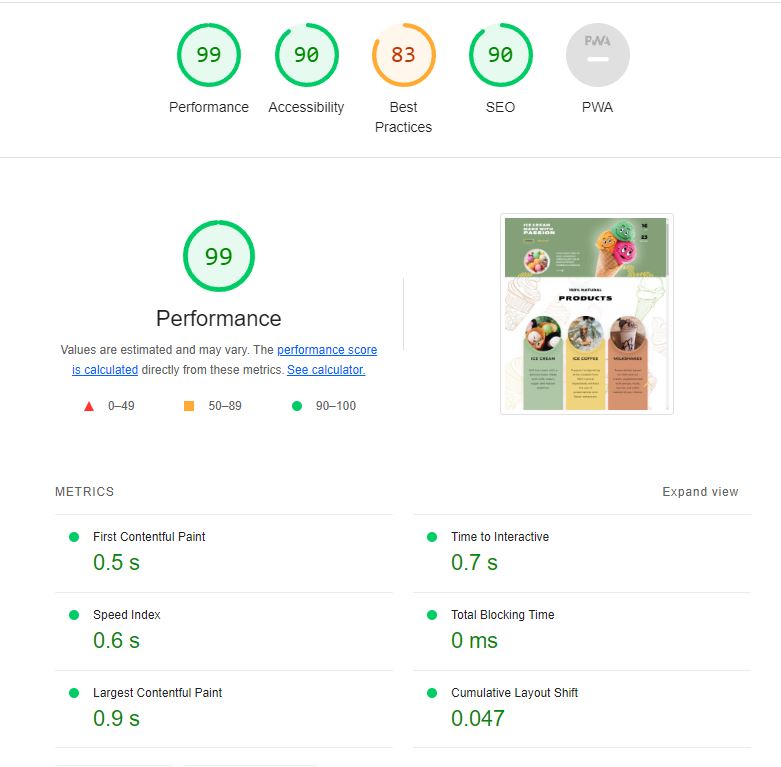 99
90
83
90
PWA
Performance
Accessibility
Best
Practices
SEO
PWA
99
Performance
Values are estimated and may vary. The performance score
is calculated directly from these metrics. See calculator.
0–49
50–89
90–100
ICE CREAM
MADE WITH
PASSION
100% NATURAL
PRODUCTS
ICE CREAM
ICE COFFEE
MILKSHAKES
METRICS
Expand view
First Contentful Paint
0.5 s
Time to Interactive
0.7 s
Speed Index
0.6 s
Total Blocking Time
0 ms
Largest Contentful Paint
0.9 s
Cumulative Layout Shift
0.047